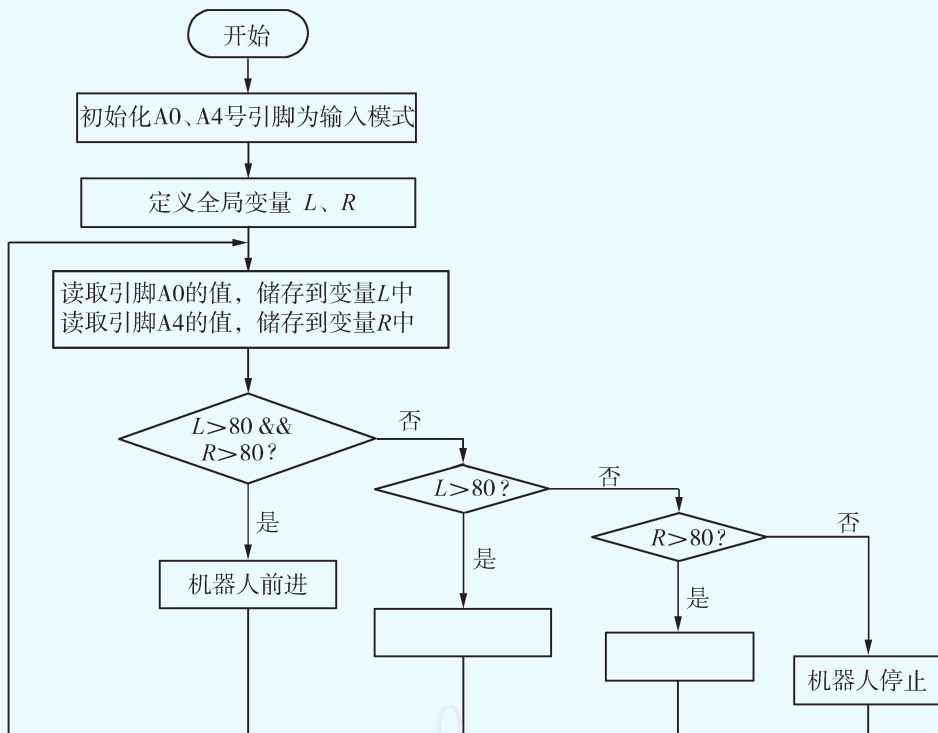 开始
初始化A0、A4号引脚为输入模式
定义全局变量 L、R
读取引脚A0的值，储存到变量L中
读取引脚A4的值，储存到变量R中
L>80 &&
R>80?
否
L>80?
否
R>80?
否
是
是
是
机器人前进
机器人停止